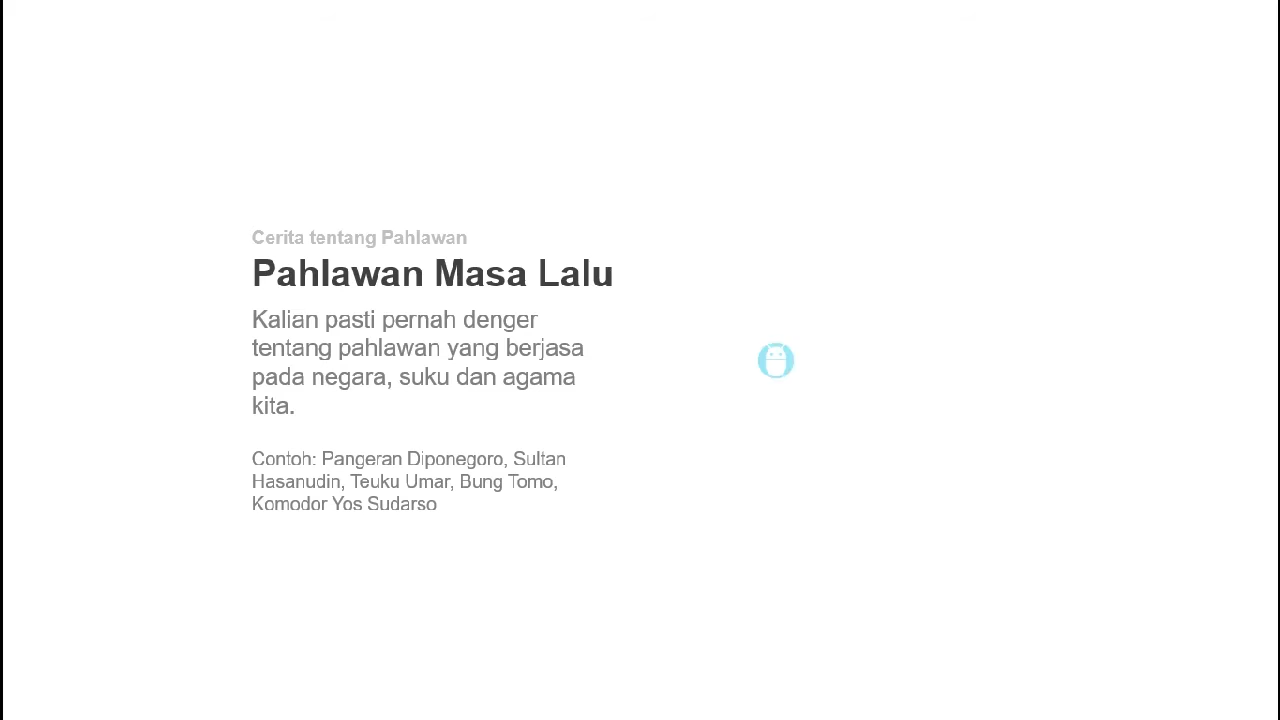 Cerita tentang Pahlawan
Pahlawan Masa Lalu
Kalian pasti pernah denger
tentang pahlawan yang berjasa
pada negara, suku dan agama
kita.
Contoh: Pangeran Diponegoro, Sultan
Hasanudin, Teuku Umar, Bung Tomo,
Komodor Yos Sudarso